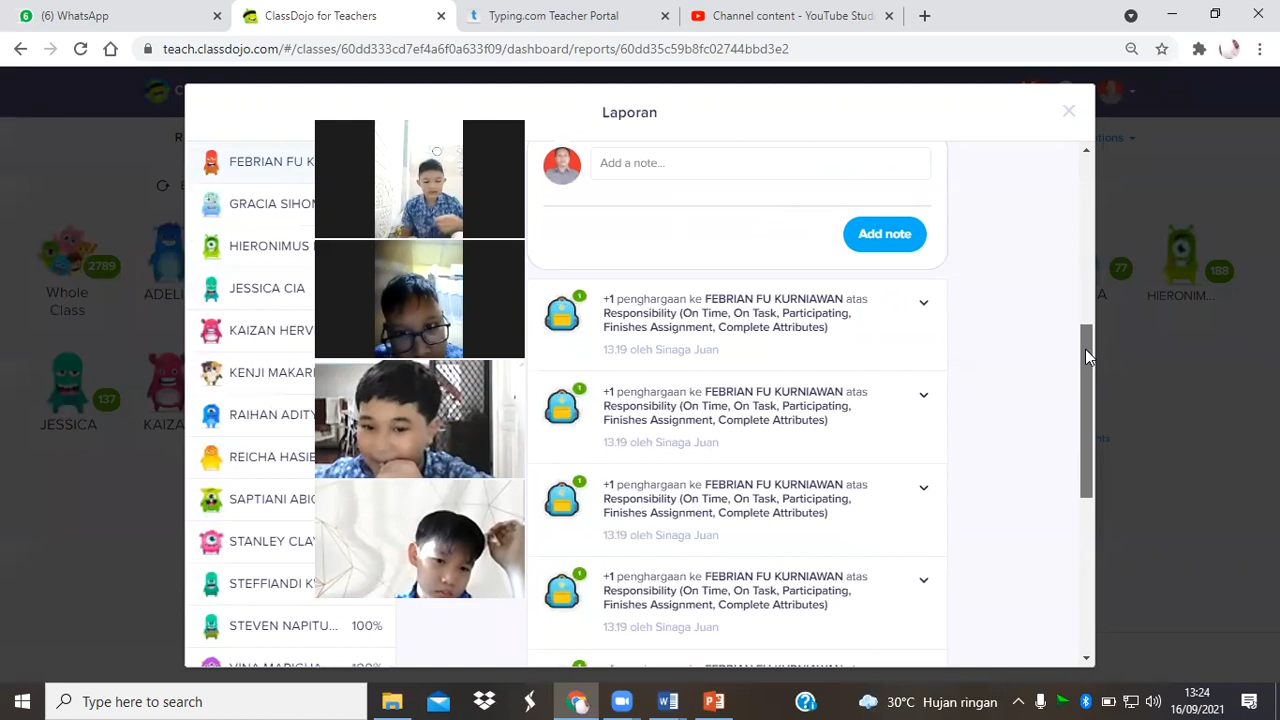 (6) WhatsApp
ClassDojo for Teachers
Typing.com Teacher Portal
Channel content - YouTube Stud
teach.classdojo.com/#/classes/60dd333cd7ef4a6f0a633f09/dashboard/reports/60dd35c59b8fc02744bbd3e2
Laporan
FEBRIAN FU K
GRACIA SIHOM
HIERONIMUS
JESSICA CIA
KAIZAN HERV
KENJI MAKARI
RAIHAN ADITY
REICHA HASIE
SAPTIANI ABIG
STANLEY CLAY
STEFFIANDI K
STEVEN NAPITU... 100%
Add a note...
Add note
+1 penghargaan ke FEBRIAN FU KURNIAWAN atas
Responsibility (On Time, On Task, Participating,
Finishes Assignment, Complete Attributes)
13.19 oleh Sinaga Juan
+1 penghargaan ke FEBRIAN FU KURNIAWAN atas
Responsibility (On Time, On Task, Participating,
Finishes Assignment, Complete Attributes)
13.19 oleh Sinaga Juan
+1 penghargaan ke FEBRIAN FU KURNIAWAN atas
Responsibility (On Time, On Task, Participating,
Finishes Assignment, Complete Attributes)
13.19 oleh Sinaga Juan
+1 penghargaan ke FEBRIAN FU KURNIAWAN atas
Responsibility (On Time, On Task, Participating,
Finishes Assignment, Complete Attributes)
13.19 oleh Sinaga Juan
2789
Whole
Class
ADELI
137
JESSICA
KAIZA
77
188
HIERONIM...
Type here to search
30°C Hujan ringan
13:24
16/09/2021